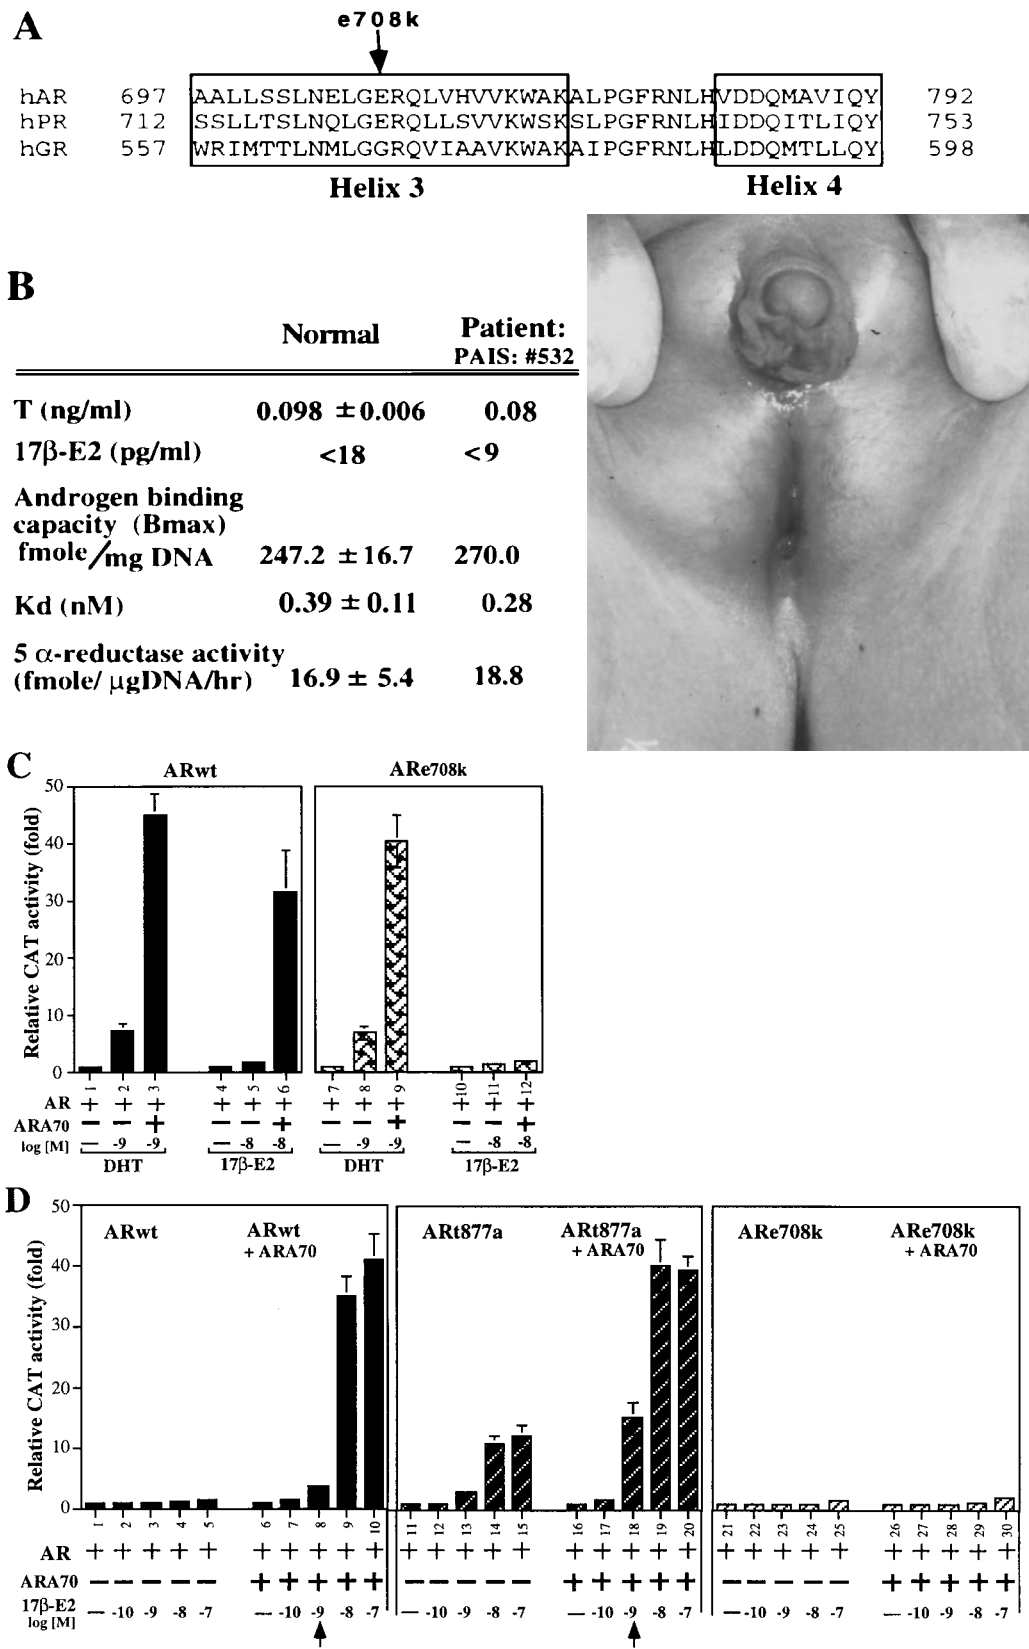 A
e708k
hAR 697 AALLSSLNELGERQLVHVVKWAKALPGFRNLHVDDQMAVIQY 792
hPR 712 SSLLTSLNQLGERQLLSVVKWSKSLPGFRNLHIDDQITLIQY 753
hGR 557 WRIMTTLNMLGGRQVIAAVKWAKAIPGFRNLHLDDQMTLLQY 598
Helix 3 Helix 4
B
Normal Patient:
PAIS: #532
T (ng/ml) 0.098 ±0.006 0.08
17β-E2 (pg/ml) <18 <9
Androgen binding
capacity (Bmax)
fmole/mg DNA 247.2 ±16.7 270.0
Kd (nM) 0.39 ±0.11 0.28
5 α-reductase activity
(fmole/ μgDNA/hr) 16.9 ± 5.4 18.8
C
ARwt ARe708k
Relative CAT activity (fold)
50
40
30
20
10
0
1 2 3 4 5 6 7 8 9 10 11 12
AR + + + + + + + + + + + +
ARA70 − − + − − + − − + − − +
log [M] − -9 -9 − -8 -8 − -9 -9 − -8 -8
DHT 17β-E2 DHT 17β-E2
D
ARwt ARwt + ARA70 ARt877a ARt877a + ARA70 ARe708k ARe708k + ARA70
Relative CAT activity (fold)
50
40
30
20
10
0
1 2 3 4 5 6 7 8 9 10 11 12 13 14 15 16 17 18 19 20 21 22 23 24 25 26 27 28 29 30
AR + + + + + + + + + + + + + + + + + + + + + + + + + + + + + +
ARA70 − − − − − + + + + + − − − − − + + + + + − − − − − + + + + +
17β-E2
log [M] − -10 -9 -8 -7 − -10 -9 -8 -7 − -10 -9 -8 -7 − -10 -9 -8 -7 − -10 -9 -8 -7 − -10 -9 -8 -7